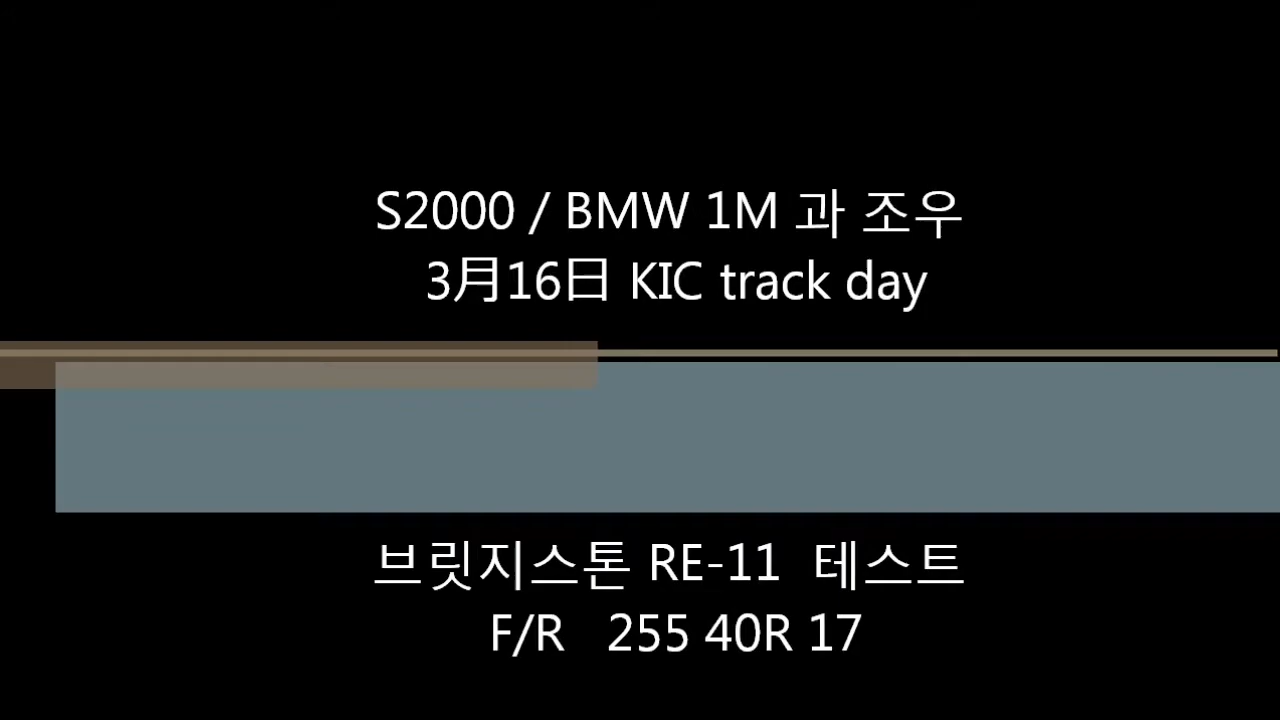 S2000 / BMW 1M 과 조우
3月16日 KIC track day
브릿지스톤 RE-11 테스트
F/R 255 40R 17